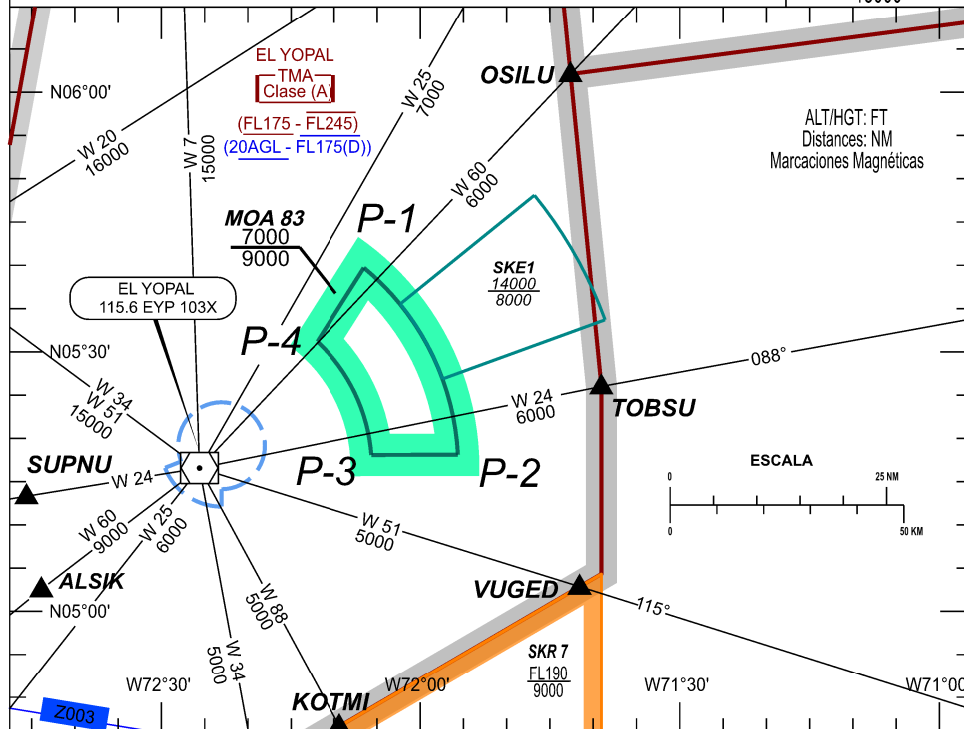 OSILU
EL YOPAL
TMA
Clase (A)
(FL175 - FL245)
(20AGL - FL175(D))
N06°00'
W 20
16000
W 7
15000
W 25
7000
W 60
6000
ALT/HGT: FT
Distances: NM
Marcaciones Magnéticas
MOA 83
7000
9000
P-1
SKE1
14000
8000
EL YOPAL
115.6 EYP 103X
P-4
N05°30'
088°
W 34
W 51
15000
W 24
6000
TOBSU
SUPNU
W 24
P-3
P-2
ESCALA
0
25 NM
0
50 KM
W 60
9000
W 25
6000
W 51
5000
ALSIK
VUGED
115°
N05°00'
W 88
5000
W 34
5000
SKR 7
FL190
9000
W72°30'
W72°00'
W71°30'
W71°00'
KOTMI
Z003